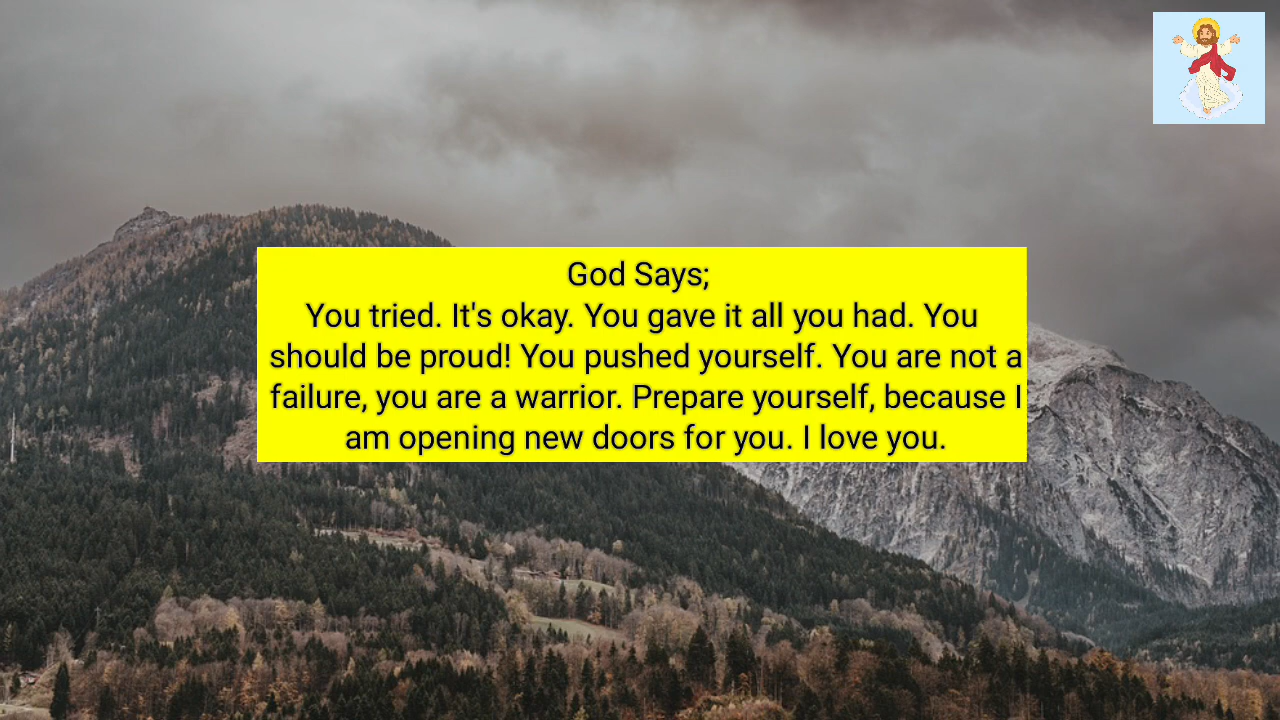 God Says;
You tried. It's okay. You gave it all you had. You
should be proud! You pushed yourself. You are not a
failure, you are a warrior. Prepare yourself, because I
am opening new doors for you. I love you.